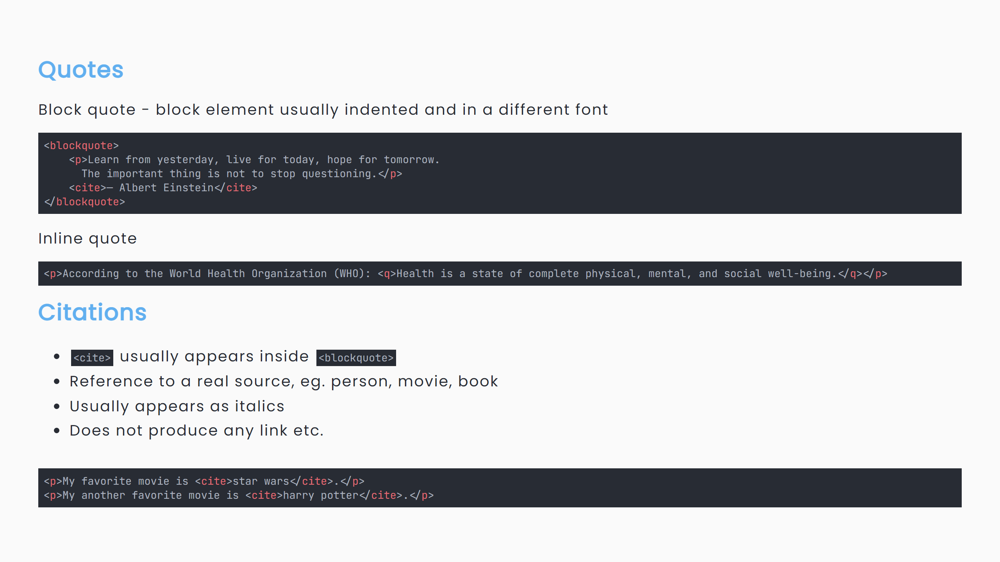 Quotes
Block quote - block element usually indented and in a different font
<blockquote>
    <p>Learn from yesterday, live for today, hope for tomorrow.
      The important thing is not to stop questioning.</p>
    <cite>— Albert Einstein</cite>
</blockquote>
Inline quote
<p>According to the World Health Organization (WHO): <q>Health is a state of complete physical, mental, and social well-being.</q></p>
Citations
• <cite> usually appears inside <blockquote>
• Reference to a real source, eg. person, movie, book
• Usually appears as italics
• Does not produce any link etc.
<p>My favorite movie is <cite>star wars</cite>.</p>
<p>My another favorite movie is <cite>harry potter</cite>.</p>